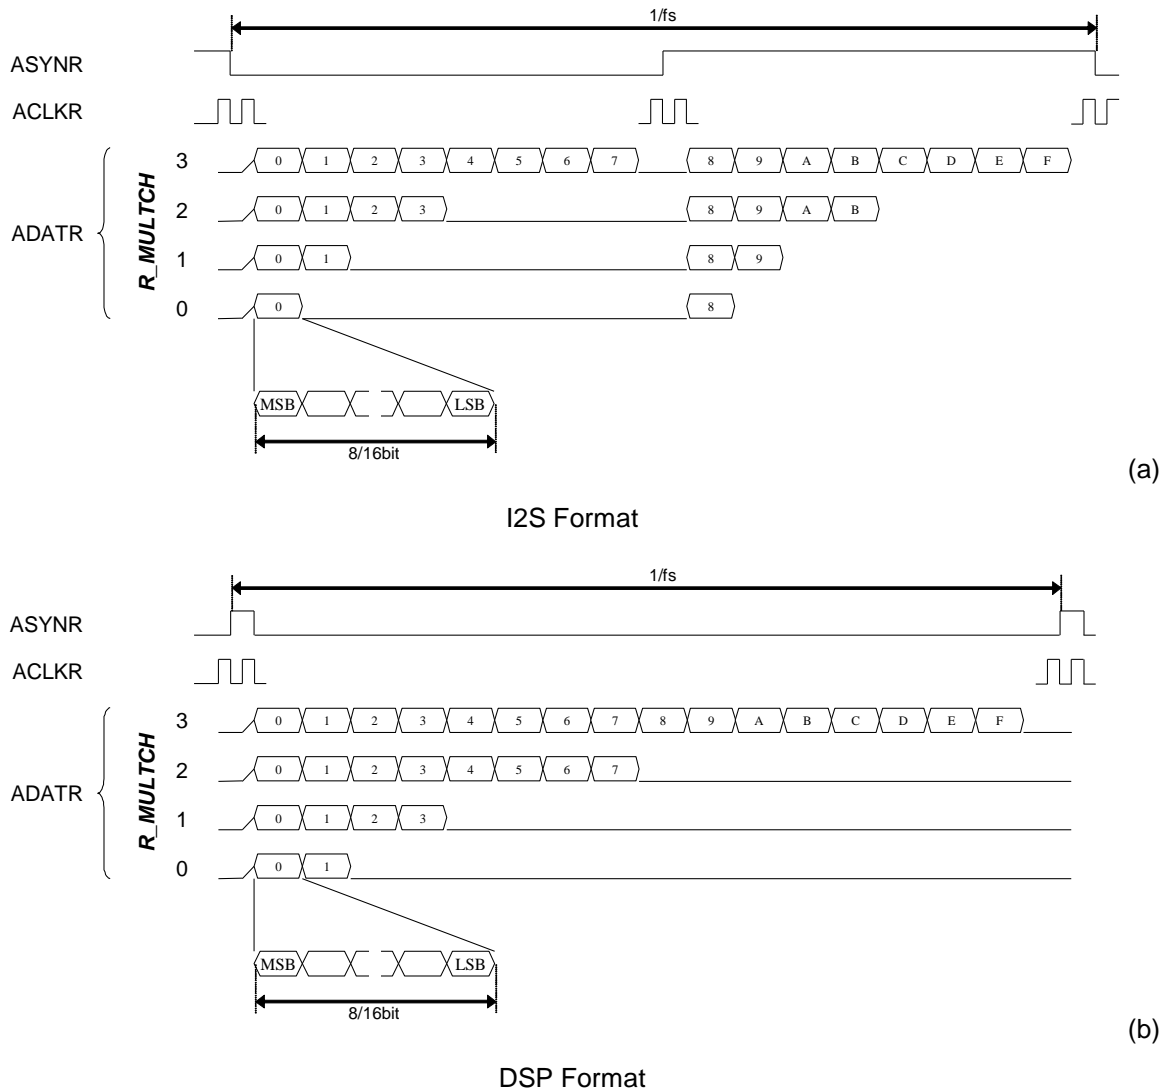 1/fs
ASYNR
ACLKR
ADATR
R_MULTCH
3 0 1 2 3 4 5 6 7 8 9 A B C D E F
2 0 1 2 3 8 9 A B
1 0 1 8 9
0 0 8
MSB LSB
8/16bit
(a)
I2S Format
1/fs
ASYNR
ACLKR
ADATR
R_MULTCH
3 0 1 2 3 4 5 6 7 8 9 A B C D E F
2 0 1 2 3 4 5 6 7
1 0 1 2 3
0 0 1
MSB LSB
8/16bit
(b)
DSP Format